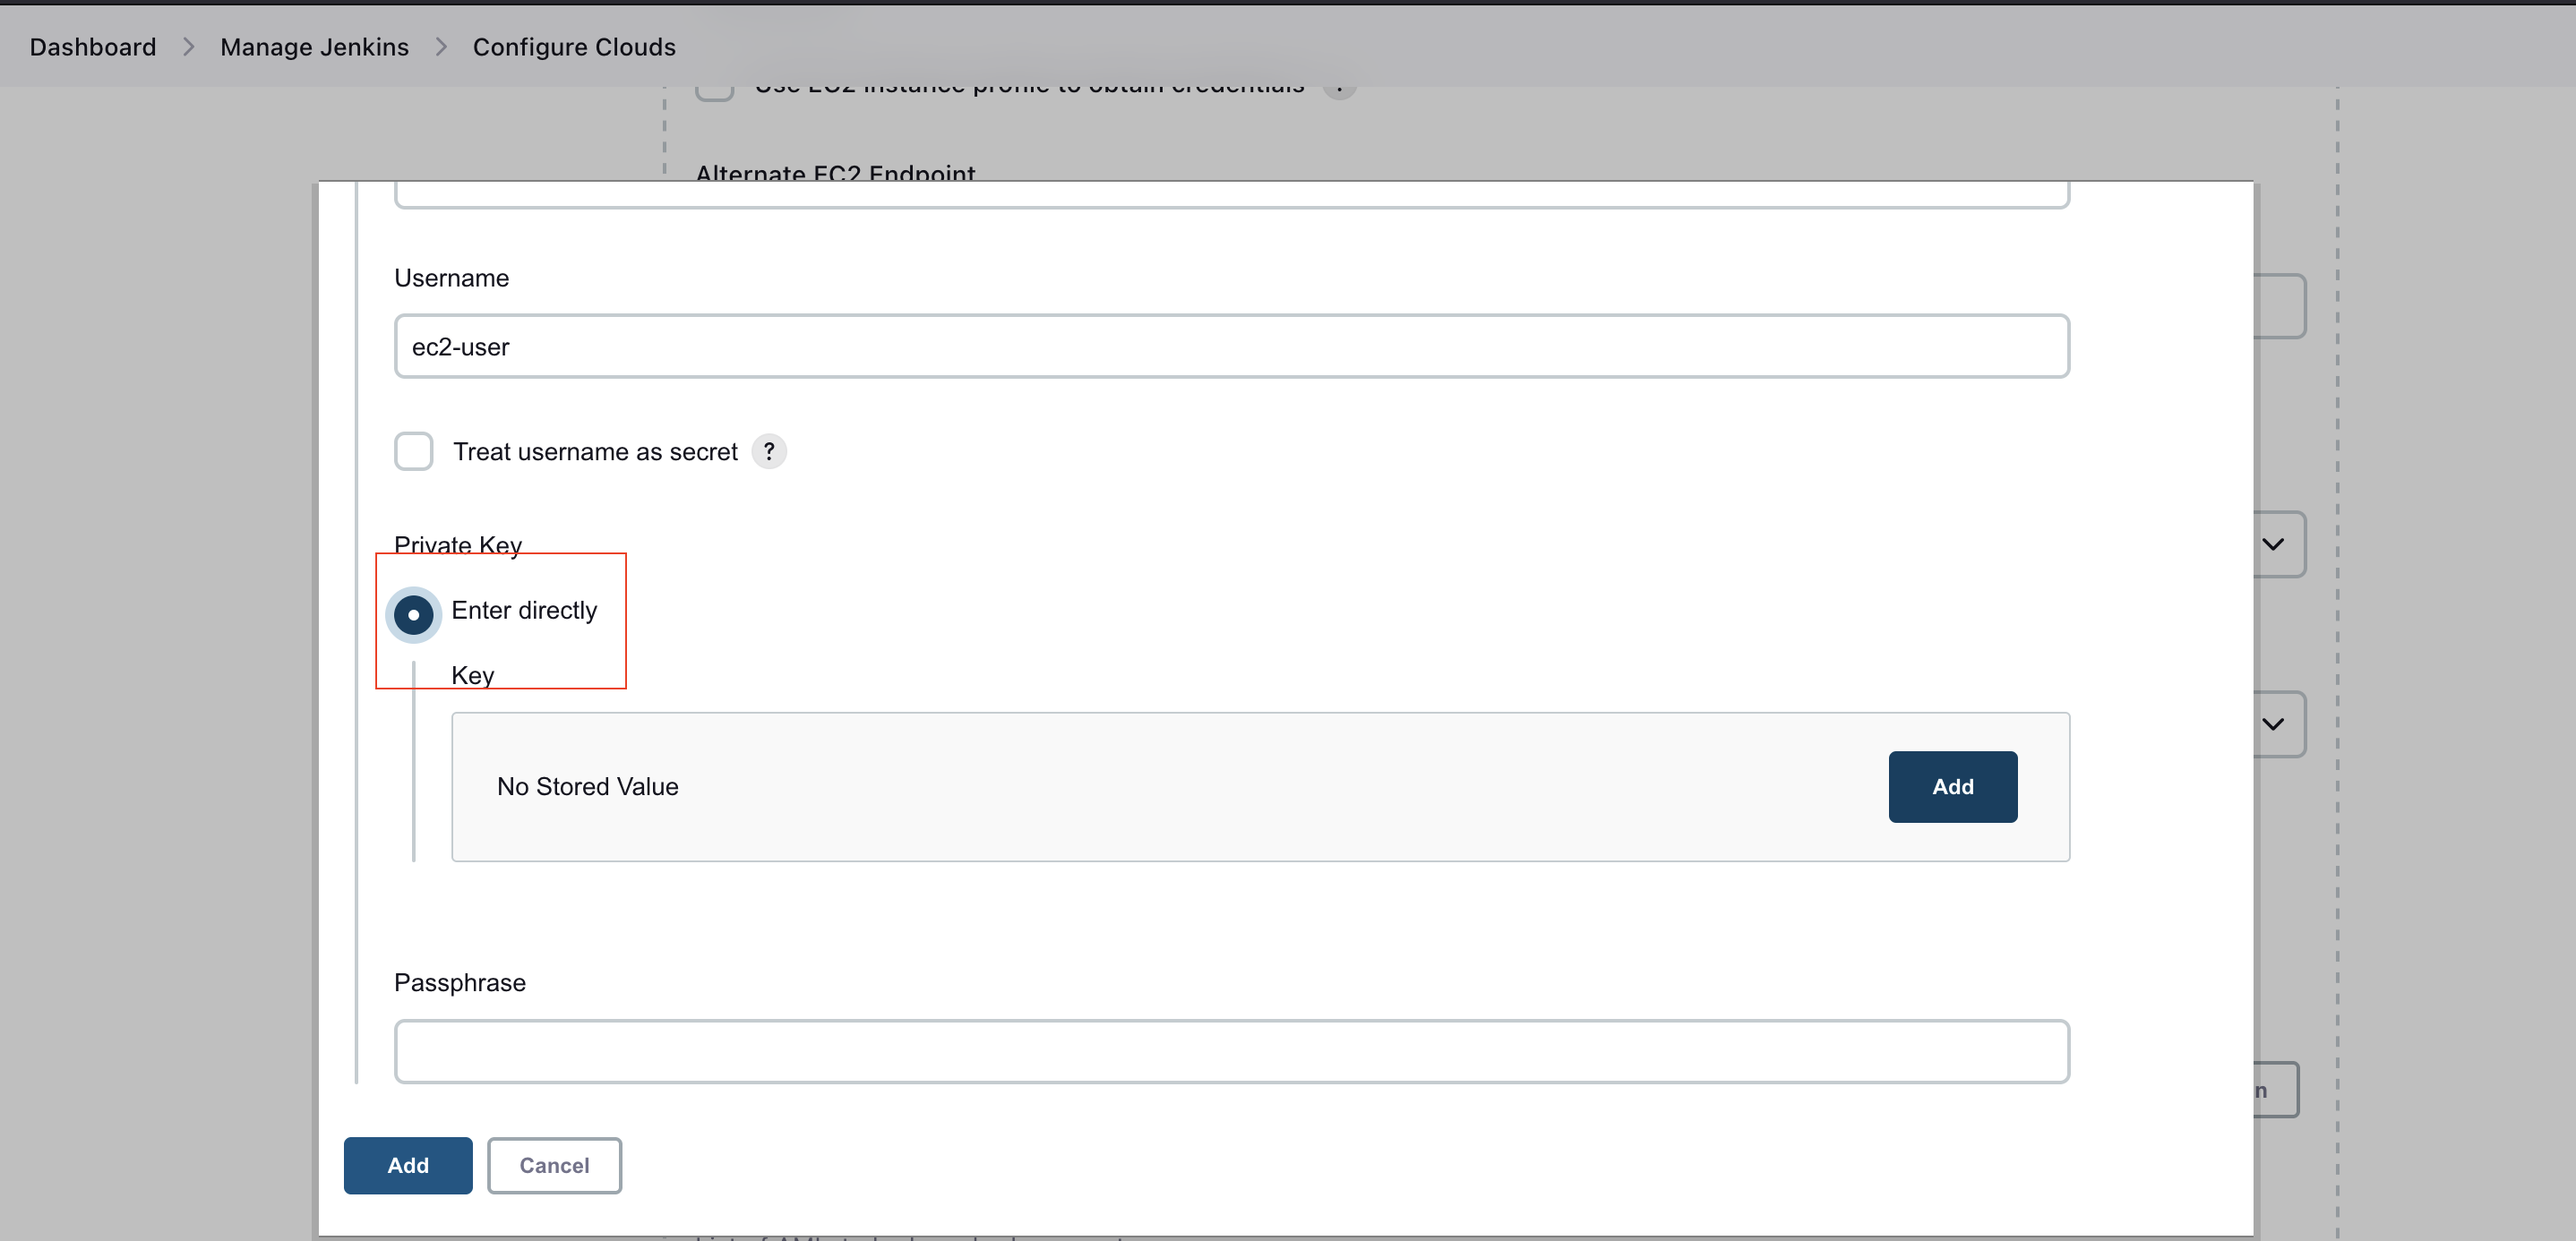 Dashboard > Manage Jenkins > Configure Clouds
Use EC2 instance profile to obtain credentials ?
Alternate EC2 Endpoint
Username
ec2-user
Treat username as secret ?
Private Key
Enter directly
Key
No Stored Value
Add
Passphrase
n
Add
Cancel